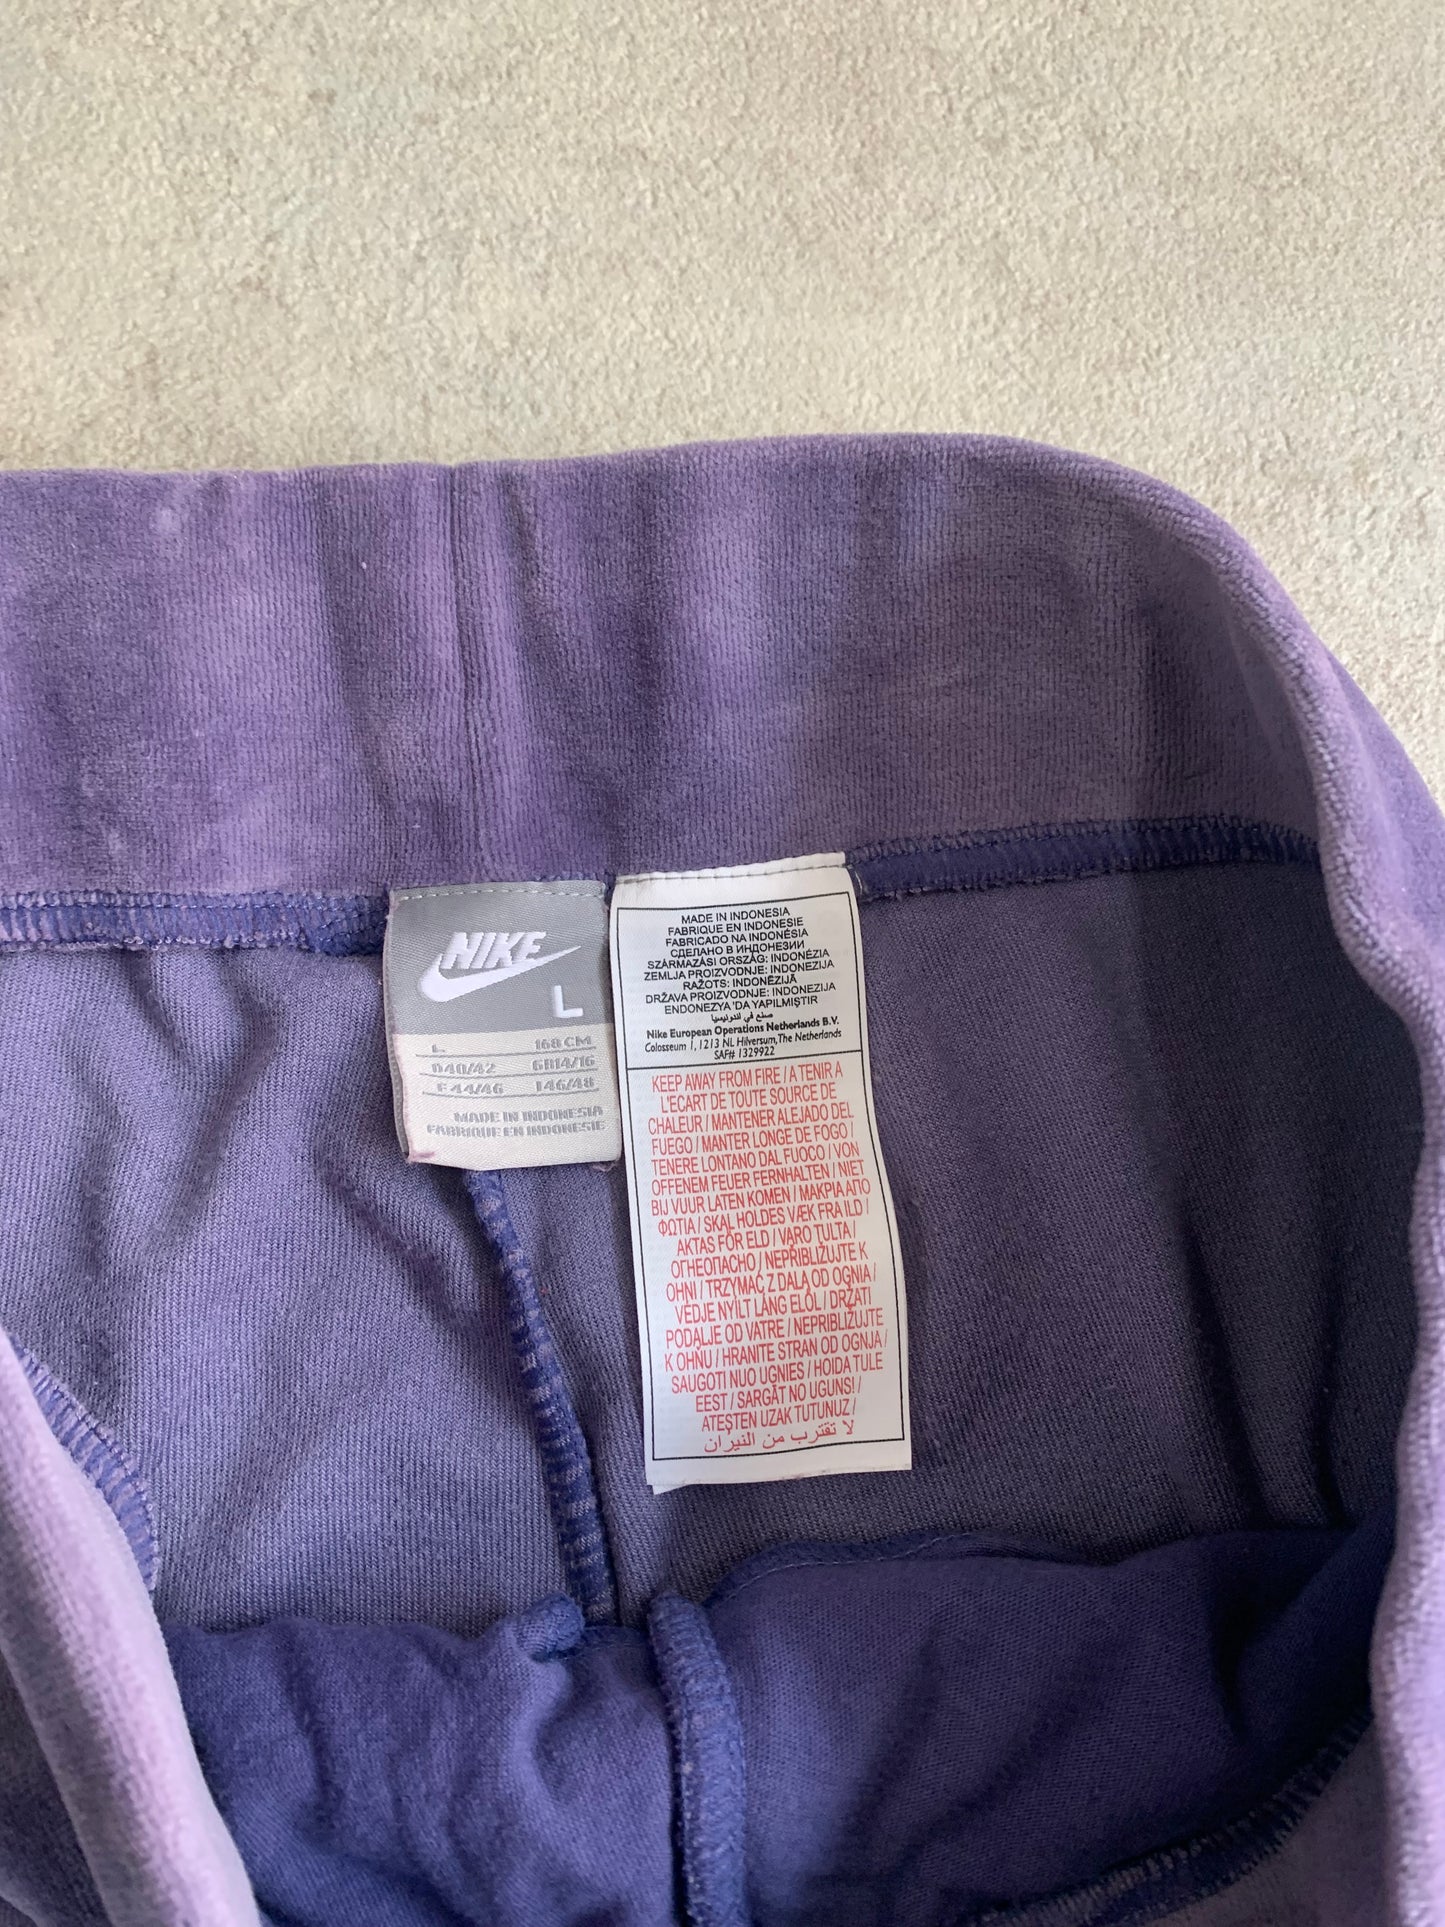 NIKE
L
L 168 CM
D40/42 GB14/16
F 44/46 I46/48
MADE IN INDONESIA
FABRIQUE EN INDONESIE
MADE IN INDONESIA
FABRIQUE EN INDONESIE
FABRICADO NA INDONÉSIA
СДЕЛАНО В ИНДОНЕЗИИ
SZÁRMAZÁSI ORSZÁG: INDONÉZIA
ZEMLJA PROIZVODNJE: INDONEZIJA
RAŽOTS: INDONĒZIJĀ
DRŽAVA PROIZVODNJE: INDONEZIJA
ENDONEZYA 'DA YAPILMIŞTIR
صنع في اندونيسيا
Nike European Operations Netherlands B.V.
Colosseum 1, 1213 NL Hilversum, The Netherlands
SAF# 1329922
KEEP AWAY FROM FIRE / A TENIR A
L'ECART DE TOUTE SOURCE DE
CHALEUR / MANTENER ALEJADO DEL
FUEGO / MANTER LONGE DE FOGO /
TENERE LONTANO DAL FUOCO / VON
OFFENEM FEUER FERNHALTEN / NIET
BIJ VUUR LATEN KOMEN / ΜΑΚΡΙΑ ΑΠΟ
ΦΩΤΙΑ / SKAL HOLDES VÆK FRA ILD /
AKTAS FÖR ELD / VARO TULTA /
ОГНЕОПАСНО / NEPŘIBLIŽUJTE K
OHNI / TRZYMAĆ Z DALA OD OGNIA /
VÉDJE NYÍLT LÁNG ELŐL / DRŽATI
PODALJE OD VATRE / NEPRIBLIŽUJTE
K OHŇU / HRANITE STRAN OD OGNJA /
SAUGOTI NUO UGNIES / HOIDA TULE
EEST / SARGĀT NO UGUNS! /
ATEŞTEN UZAK TUTUNUZ /
لا تقترب من النيران